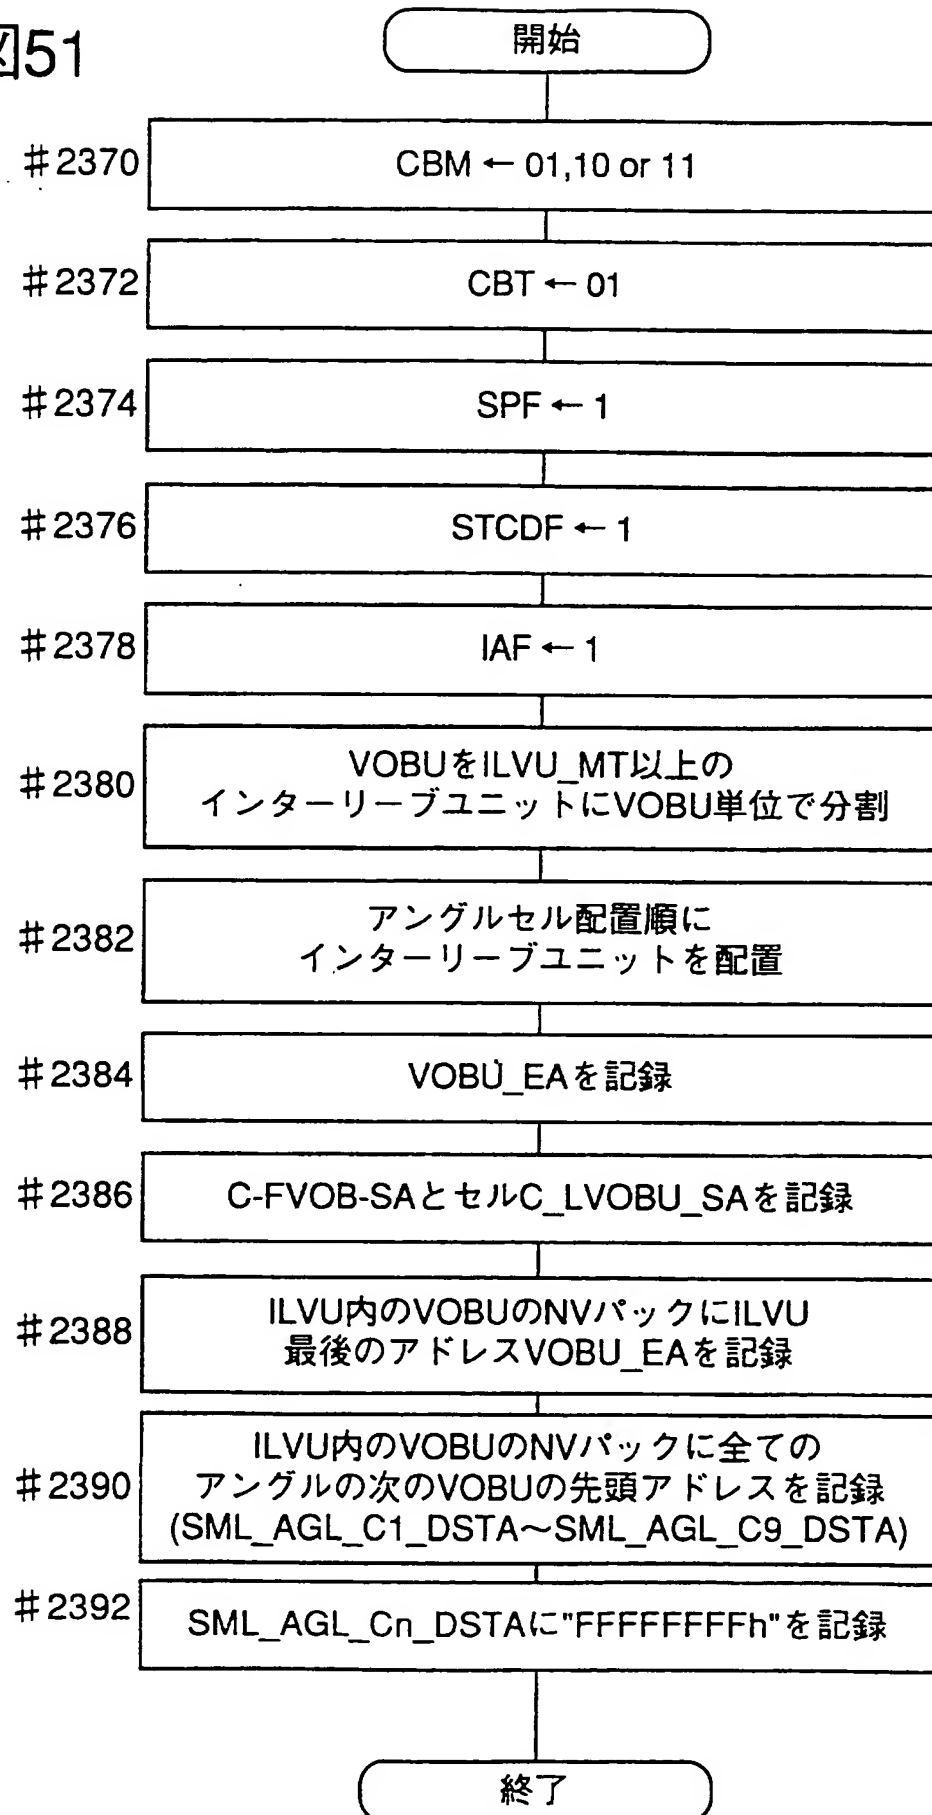 図51
開始
#2370
CBM ← 01,10 or 11
#2372
CBT ← 01
#2374
SPF ← 1
#2376
STCDF ← 1
#2378
IAF ← 1
#2380
VOBUをILVU_MT以上の
インターリーブユニットにVOBU単位で分割
#2382
アングルセル配置順に
インターリーブユニットを配置
#2384
VOBU_EAを記録
#2386
C-FVOB-SAとセルC_LVOBU_SAを記録
#2388
ILVU内のVOBUのNVパックにILVU
最後のアドレスVOBU_EAを記録
#2390
ILVU内のVOBUのNVパックに全ての
アングルの次のVOBUの先頭アドレスを記録
(SML_AGL_C1_DSTA～SML_AGL_C9_DSTA)
#2392
SML_AGL_Cn_DSTAに"FFFFFFFFh"を記録
終了